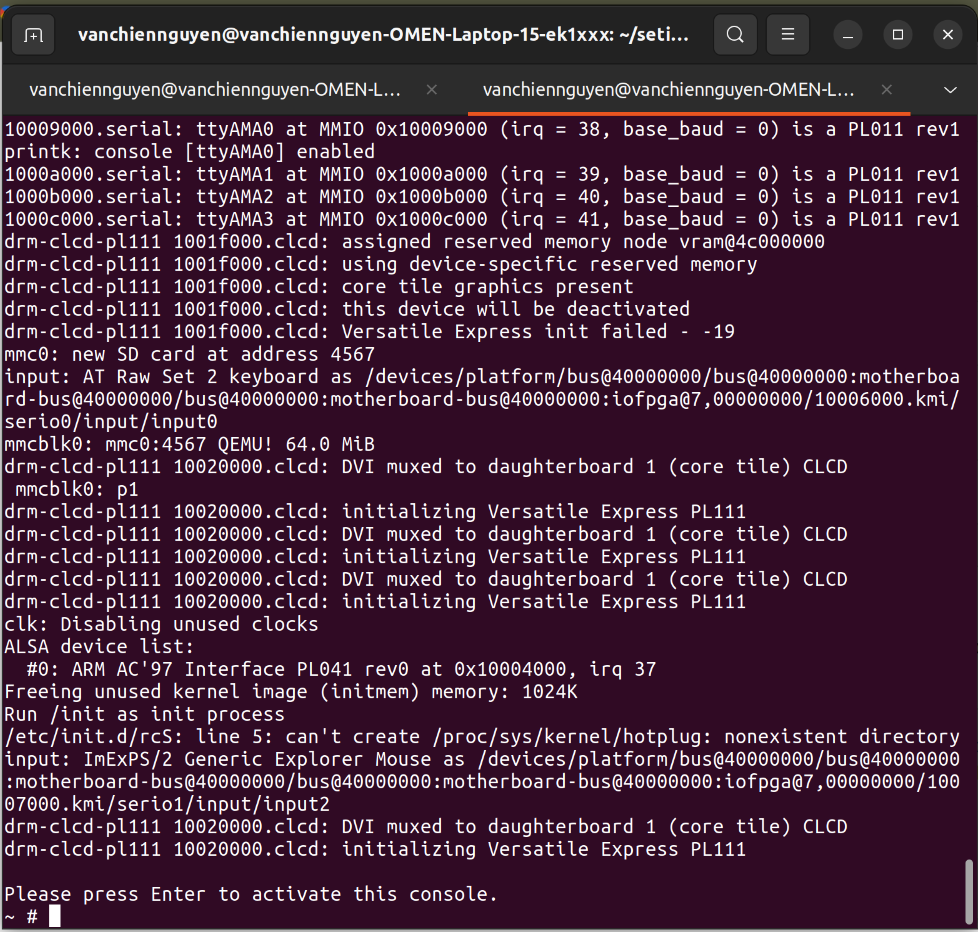 vanchiennguyen@vanchiennguyen-OMEN-Laptop-15-ek1xxx: ~/seti...
vanchiennguyen@vanchiennguyen-OMEN-L... vanchiennguyen@vanchiennguyen-OMEN-L...
10009000.serial: ttyAMA0 at MMIO 0x10009000 (irq = 38, base_baud = 0) is a PL011 rev1
printk: console [ttyAMA0] enabled
1000a000.serial: ttyAMA1 at MMIO 0x1000a000 (irq = 39, base_baud = 0) is a PL011 rev1
1000b000.serial: ttyAMA2 at MMIO 0x1000b000 (irq = 40, base_baud = 0) is a PL011 rev1
1000c000.serial: ttyAMA3 at MMIO 0x1000c000 (irq = 41, base_baud = 0) is a PL011 rev1
drm-clcd-pl111 1001f000.clcd: assigned reserved memory node vram@4c000000
drm-clcd-pl111 1001f000.clcd: using device-specific reserved memory
drm-clcd-pl111 1001f000.clcd: core tile graphics present
drm-clcd-pl111 1001f000.clcd: this device will be deactivated
drm-clcd-pl111 1001f000.clcd: Versatile Express init failed - -19
mmc0: new SD card at address 4567
input: AT Raw Set 2 keyboard as /devices/platform/bus@40000000/bus@40000000:motherboa
rd-bus@40000000/bus@40000000:motherboard-bus@40000000:iofpga@7,00000000/10006000.kmi/
serio0/input/input0
mmcblk0: mmc0:4567 QEMU! 64.0 MiB
drm-clcd-pl111 10020000.clcd: DVI muxed to daughterboard 1 (core tile) CLCD
 mmcblk0: p1
drm-clcd-pl111 10020000.clcd: initializing Versatile Express PL111
drm-clcd-pl111 10020000.clcd: DVI muxed to daughterboard 1 (core tile) CLCD
drm-clcd-pl111 10020000.clcd: initializing Versatile Express PL111
drm-clcd-pl111 10020000.clcd: DVI muxed to daughterboard 1 (core tile) CLCD
drm-clcd-pl111 10020000.clcd: initializing Versatile Express PL111
clk: Disabling unused clocks
ALSA device list:
  #0: ARM AC'97 Interface PL041 rev0 at 0x10004000, irq 37
Freeing unused kernel image (initmem) memory: 1024K
Run /init as init process
/etc/init.d/rcS: line 5: can't create /proc/sys/kernel/hotplug: nonexistent directory
input: ImExPS/2 Generic Explorer Mouse as /devices/platform/bus@40000000/bus@40000000
:motherboard-bus@40000000/bus@40000000:motherboard-bus@40000000:iofpga@7,00000000/100
07000.kmi/serio1/input/input2
drm-clcd-pl111 10020000.clcd: DVI muxed to daughterboard 1 (core tile) CLCD
drm-clcd-pl111 10020000.clcd: initializing Versatile Express PL111
Please press Enter to activate this console.
~ #